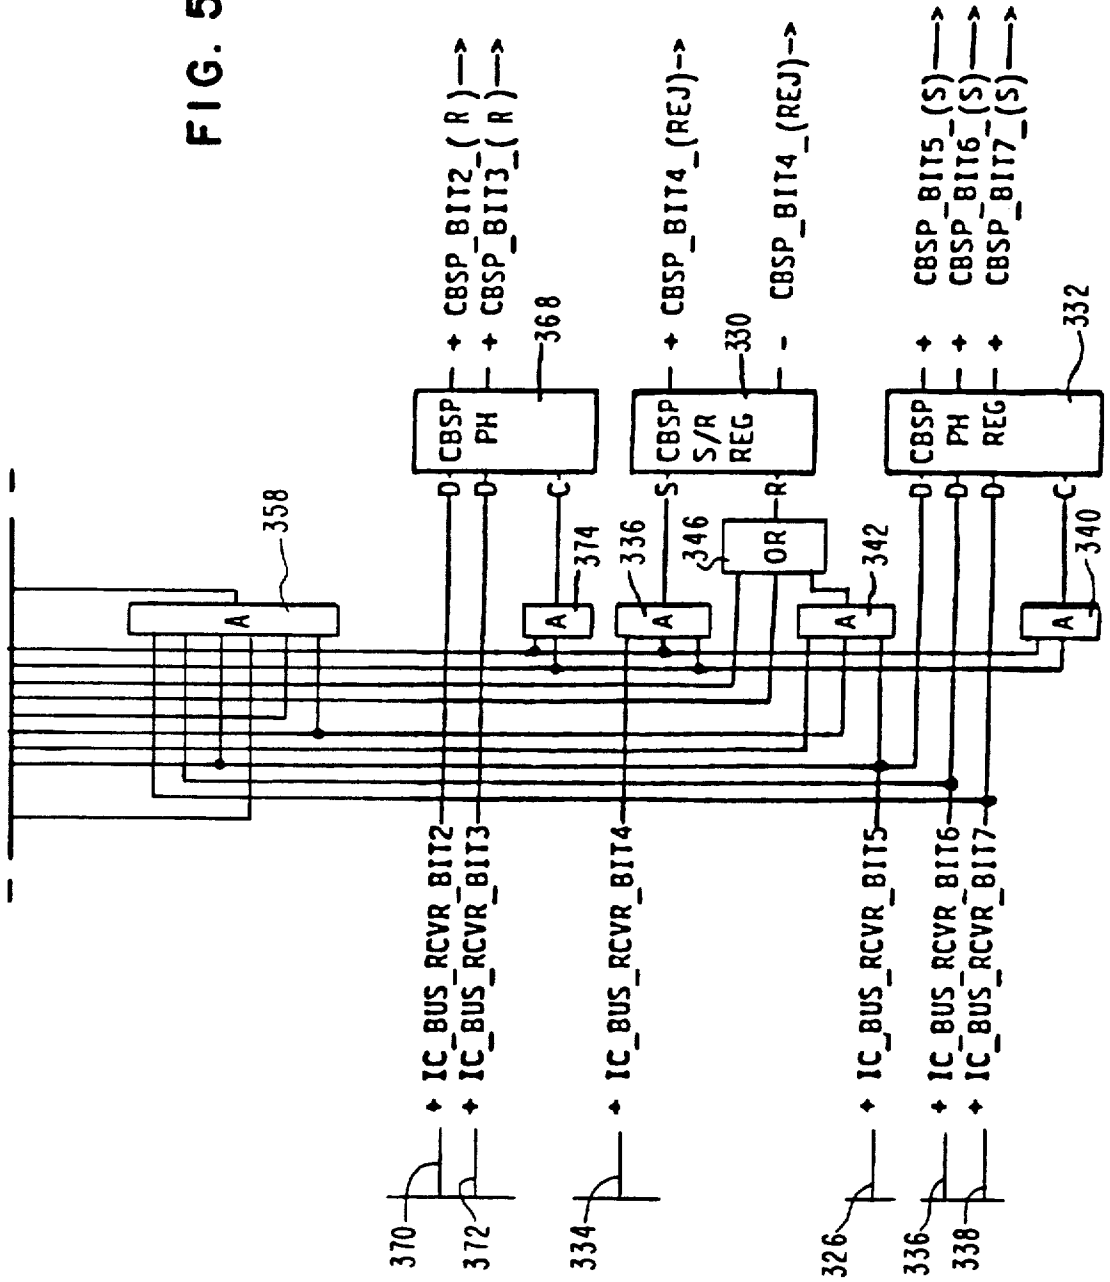 FIG. 5
358
A
+ IC_BUS_RCVR_BIT2
+ IC_BUS_RCVR_BIT3
370
372
D CBSP
D PH
C
368
+ CBSP_BIT2_(R)
+ CBSP_BIT3_(R)
A
374
+ IC_BUS_RCVR_BIT4
334
A
336
S CBSP
S/R
REG
R
330
+ CBSP_BIT4_(REJ)
- CBSP_BIT4_(REJ)
346
OR
A
342
+ IC_BUS_RCVR_BIT5
+ IC_BUS_RCVR_BIT6
+ IC_BUS_RCVR_BIT7
326
336
338
D CBSP
D PH
D REG
C
332
+ CBSP_BIT5_(S)
+ CBSP_BIT6_(S)
+ CBSP_BIT7_(S)
A
340